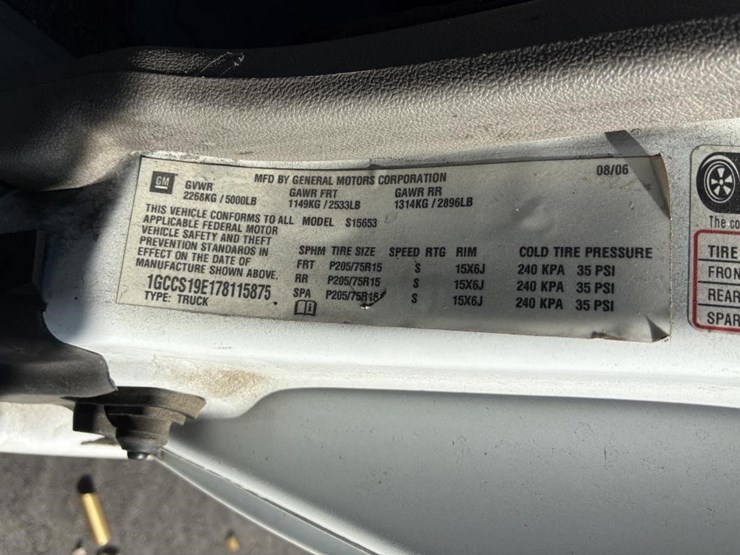 GM
MFD BY GENERAL MOTORS CORPORATION
08/06
GVWR GAWR FRT GAWR RR
2268KG / 5000LB 1149KG / 2533LB 1314KG / 2896LB
THIS VEHICLE CONFORMS TO ALL MODEL S15653
APPLICABLE FEDERAL MOTOR
VEHICLE SAFETY AND THEFT
PREVENTION STANDARDS IN
EFFECT ON THE DATE OF
MANUFACTURE SHOWN ABOVE.
1GCCS19E178115875
TYPE: TRUCK
SPHM TIRE SIZE SPEED RTG RIM COLD TIRE PRESSURE
FRT P205/75R15 S 15X6J 240 KPA 35 PSI
RR P205/75R15 S 15X6J 240 KPA 35 PSI
SPA P205/75R15 S 15X6J 240 KPA 35 PSI
The co
TIRE
FRON
REAR
SPAR